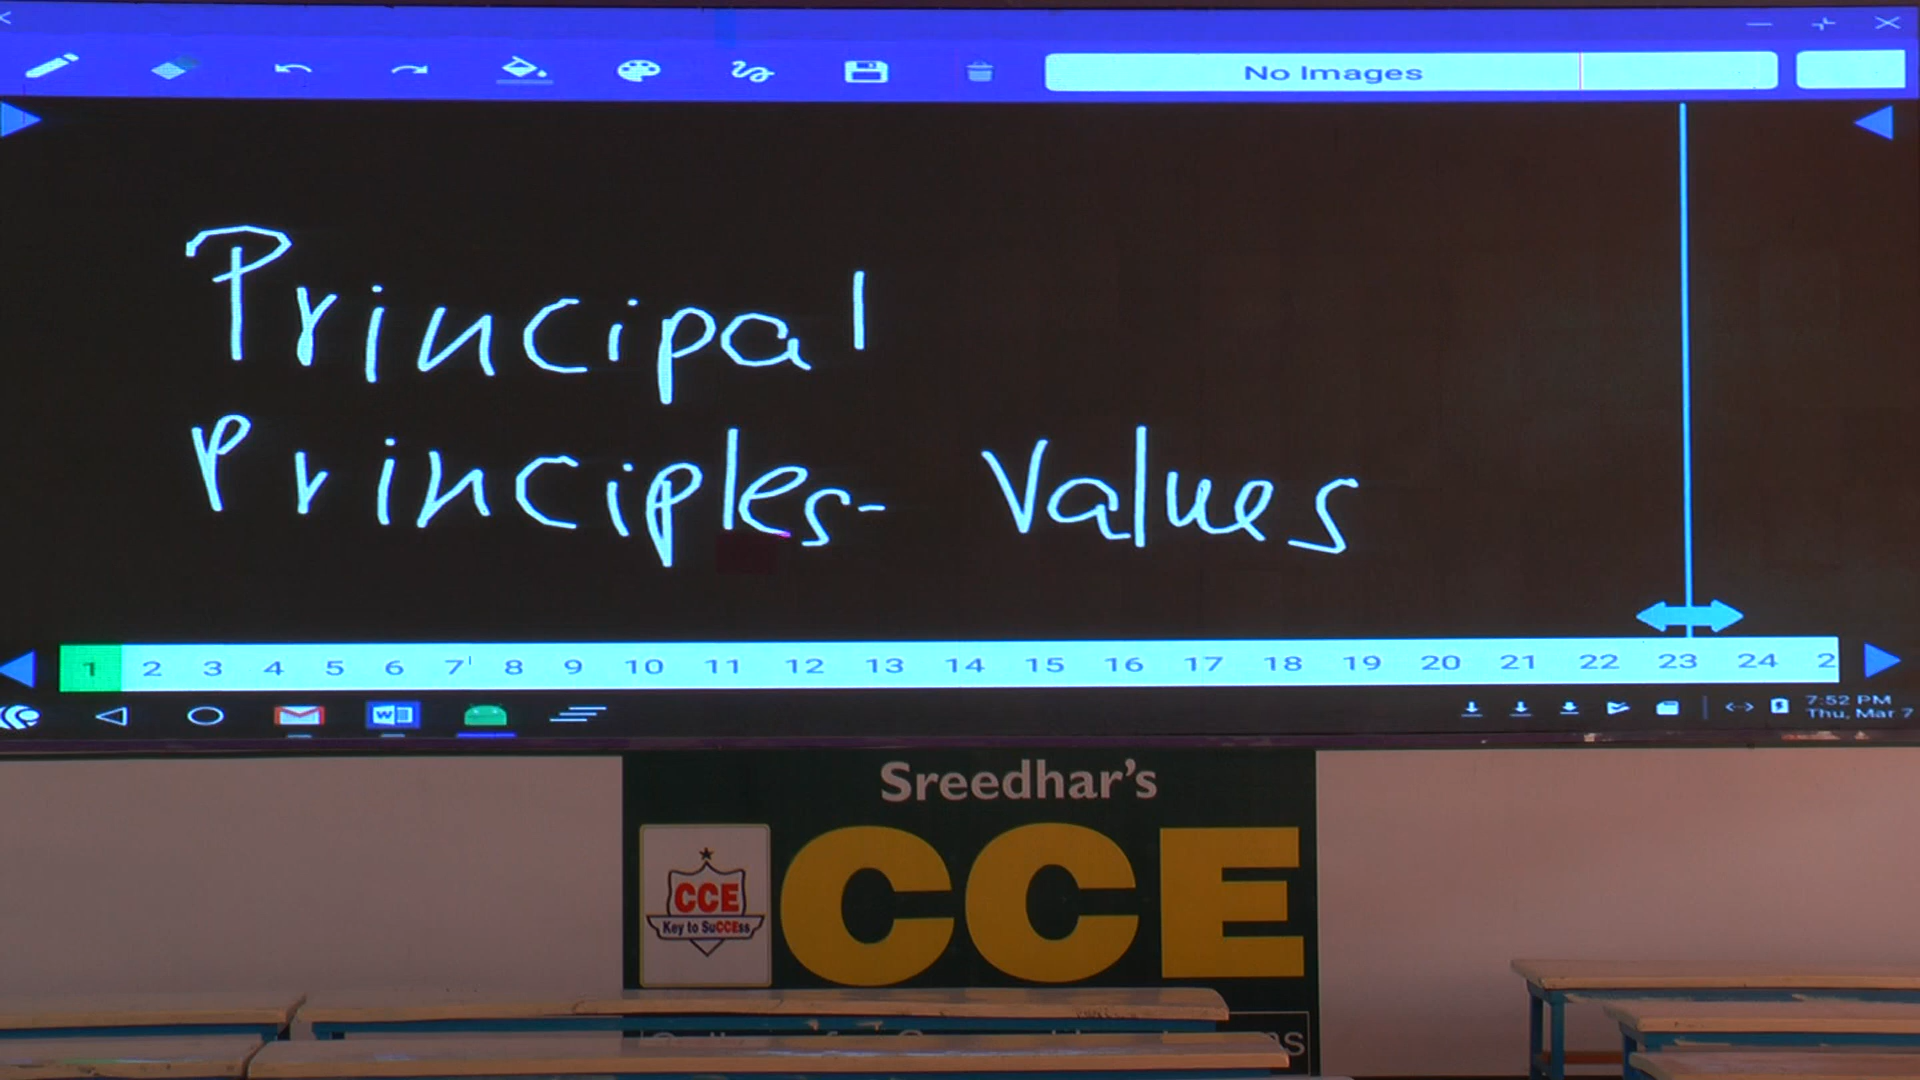 No Images
Principal
Principles- Values
1 2 3 4 5 6 7 8 9 10 11 12 13 14 15 16 17 18 19 20 21 22 23 24 2
7:52 PM
Thu, Mar 7
Sreedhar's
CCE
CCE
Key to SuCCEss